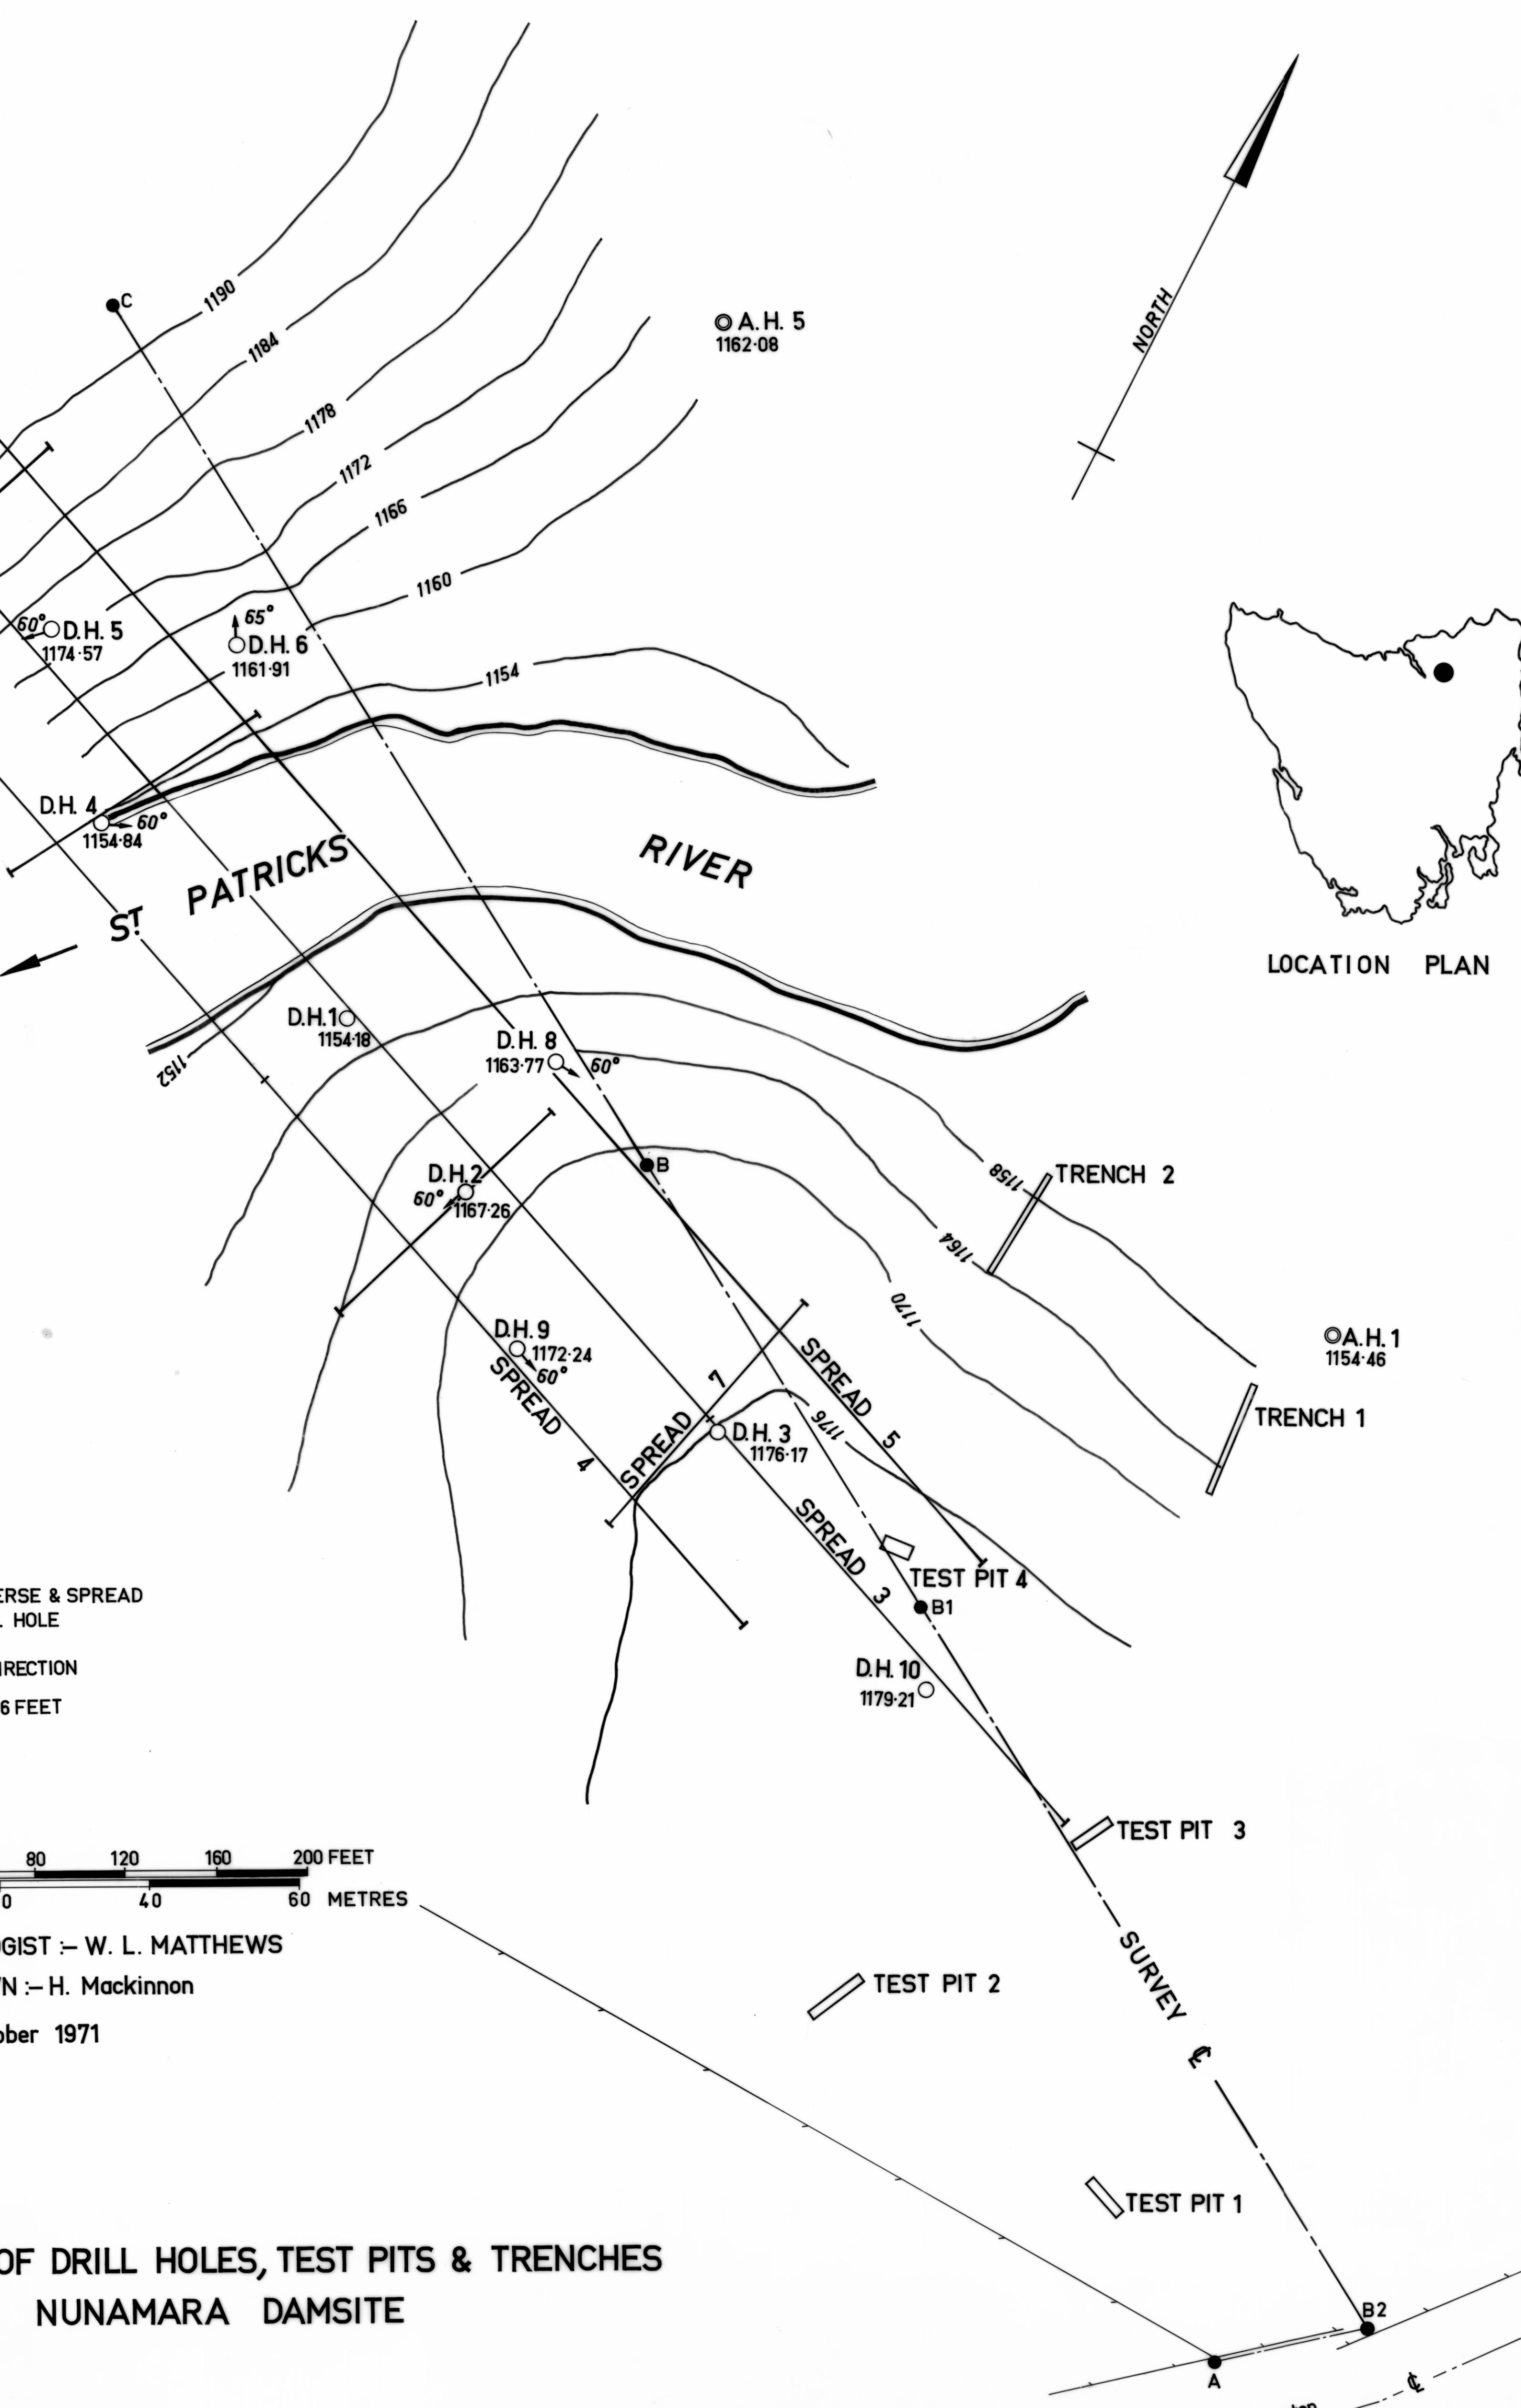 C
1190
A.H. 5
1162·08
1184
NORTH
1178
1172
1166
1160
60°
D.H. 5
1174·57
65°
D.H. 6
1161·91
1154
D.H. 4
60°
1154·84
ST PATRICKS RIVER
LOCATION PLAN
D.H.1
1154·18
1152
D.H. 8
1163·77
60°
B
D.H.2
60°
1167·26
1158
TRENCH 2
1164
1170
D.H.9
1172·24
60°
SPREAD 4
SPREAD 7
SPREAD 5
A.H. 1
1154·46
D.H. 3
1176·17
1176
TRENCH 1
SPREAD 3
TEST PIT 4
B1
D.H. 10
1179·21
ERSE & SPREAD
HOLE
IRECTION
6 FEET
TEST PIT 3
80 120 160 200 FEET
0 40 60 METRES
GIST :– W. L. MATTHEWS
N :– H. Mackinnon
ober 1971
TEST PIT 2
SURVEY ℄
TEST PIT 1
OF DRILL HOLES, TEST PITS & TRENCHES
NUNAMARA DAMSITE
B2
A
℄